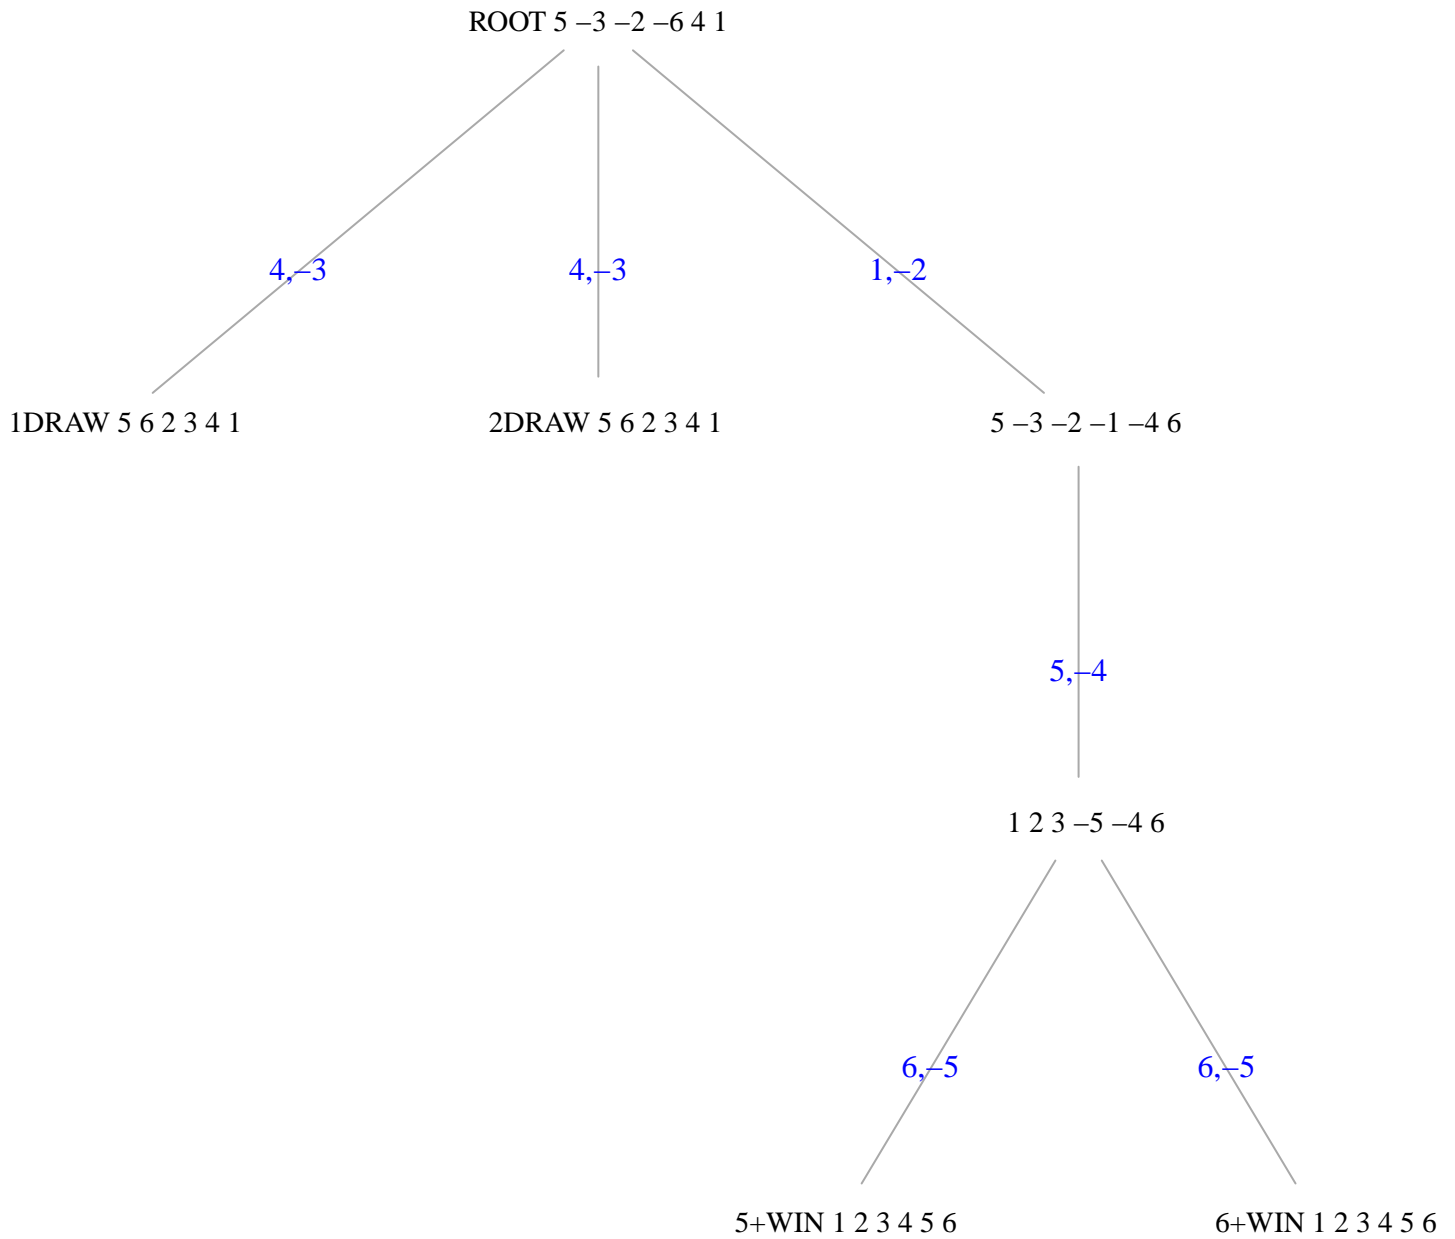 ROOT 5 –3 –2 –6 4 1
4,–3
4,–3
1,–2
1DRAW 5 6 2 3 4 1
2DRAW 5 6 2 3 4 1
5 –3 –2 –1 –4 6
5,–4
1 2 3 –5 –4 6
6,–5
6,–5
5+WIN 1 2 3 4 5 6
6+WIN 1 2 3 4 5 6